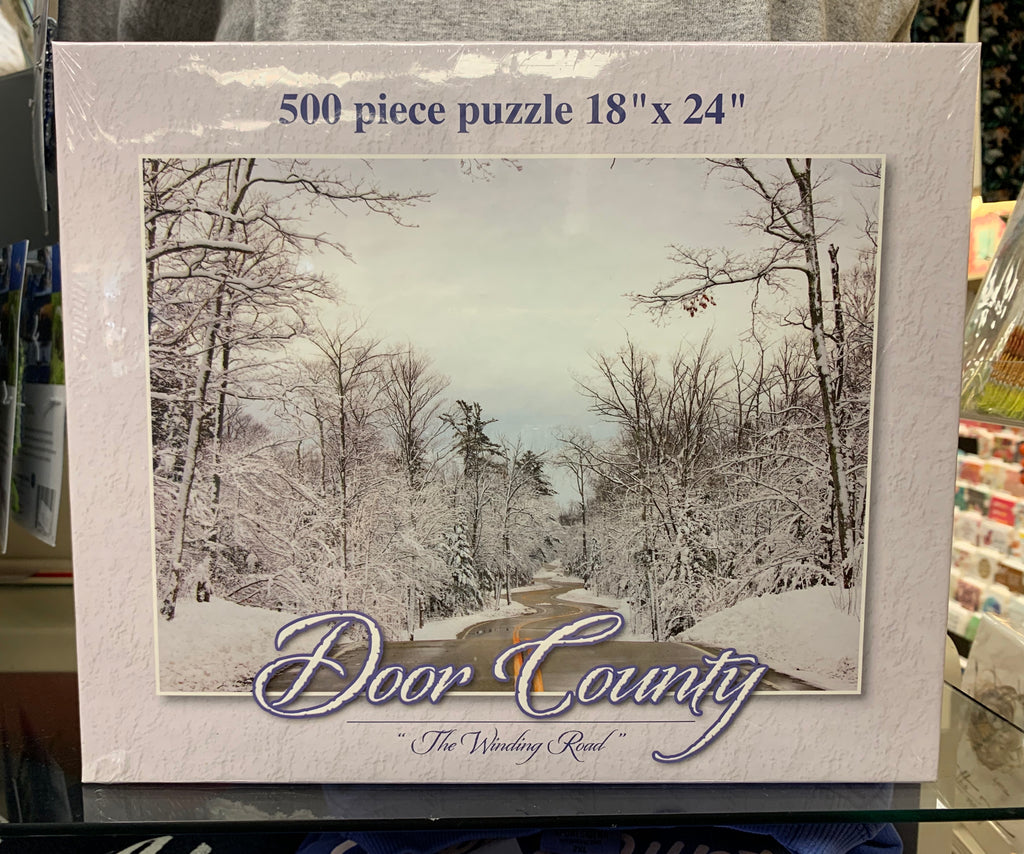 500 piece puzzle 18"x 24"
Door County
"The Winding Road"